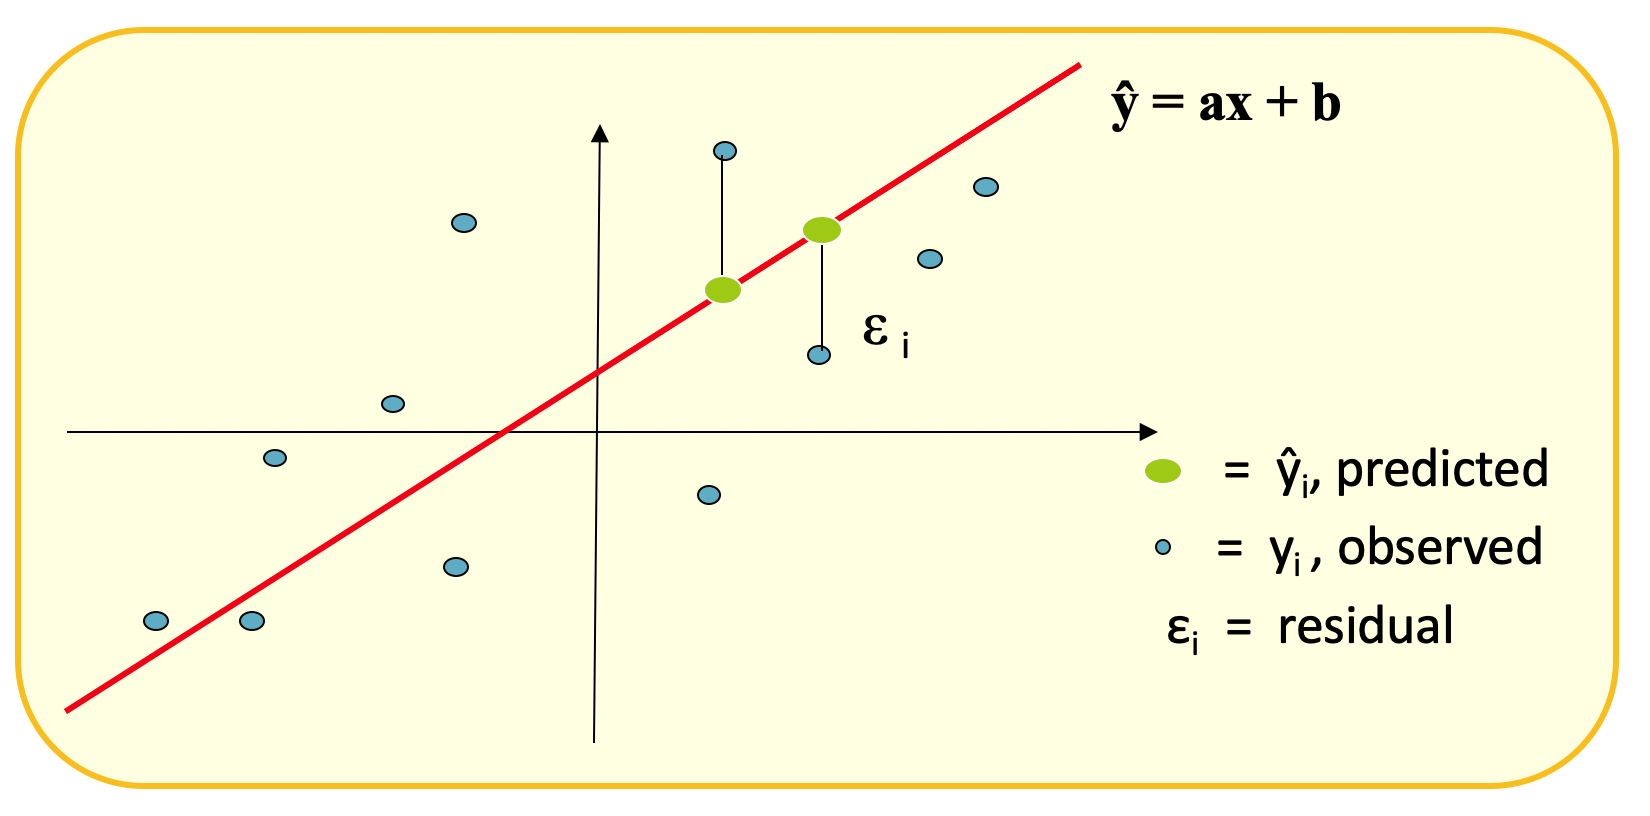 ŷ = ax + b
ε i
= ŷi, predicted
= yi , observed
εi = residual